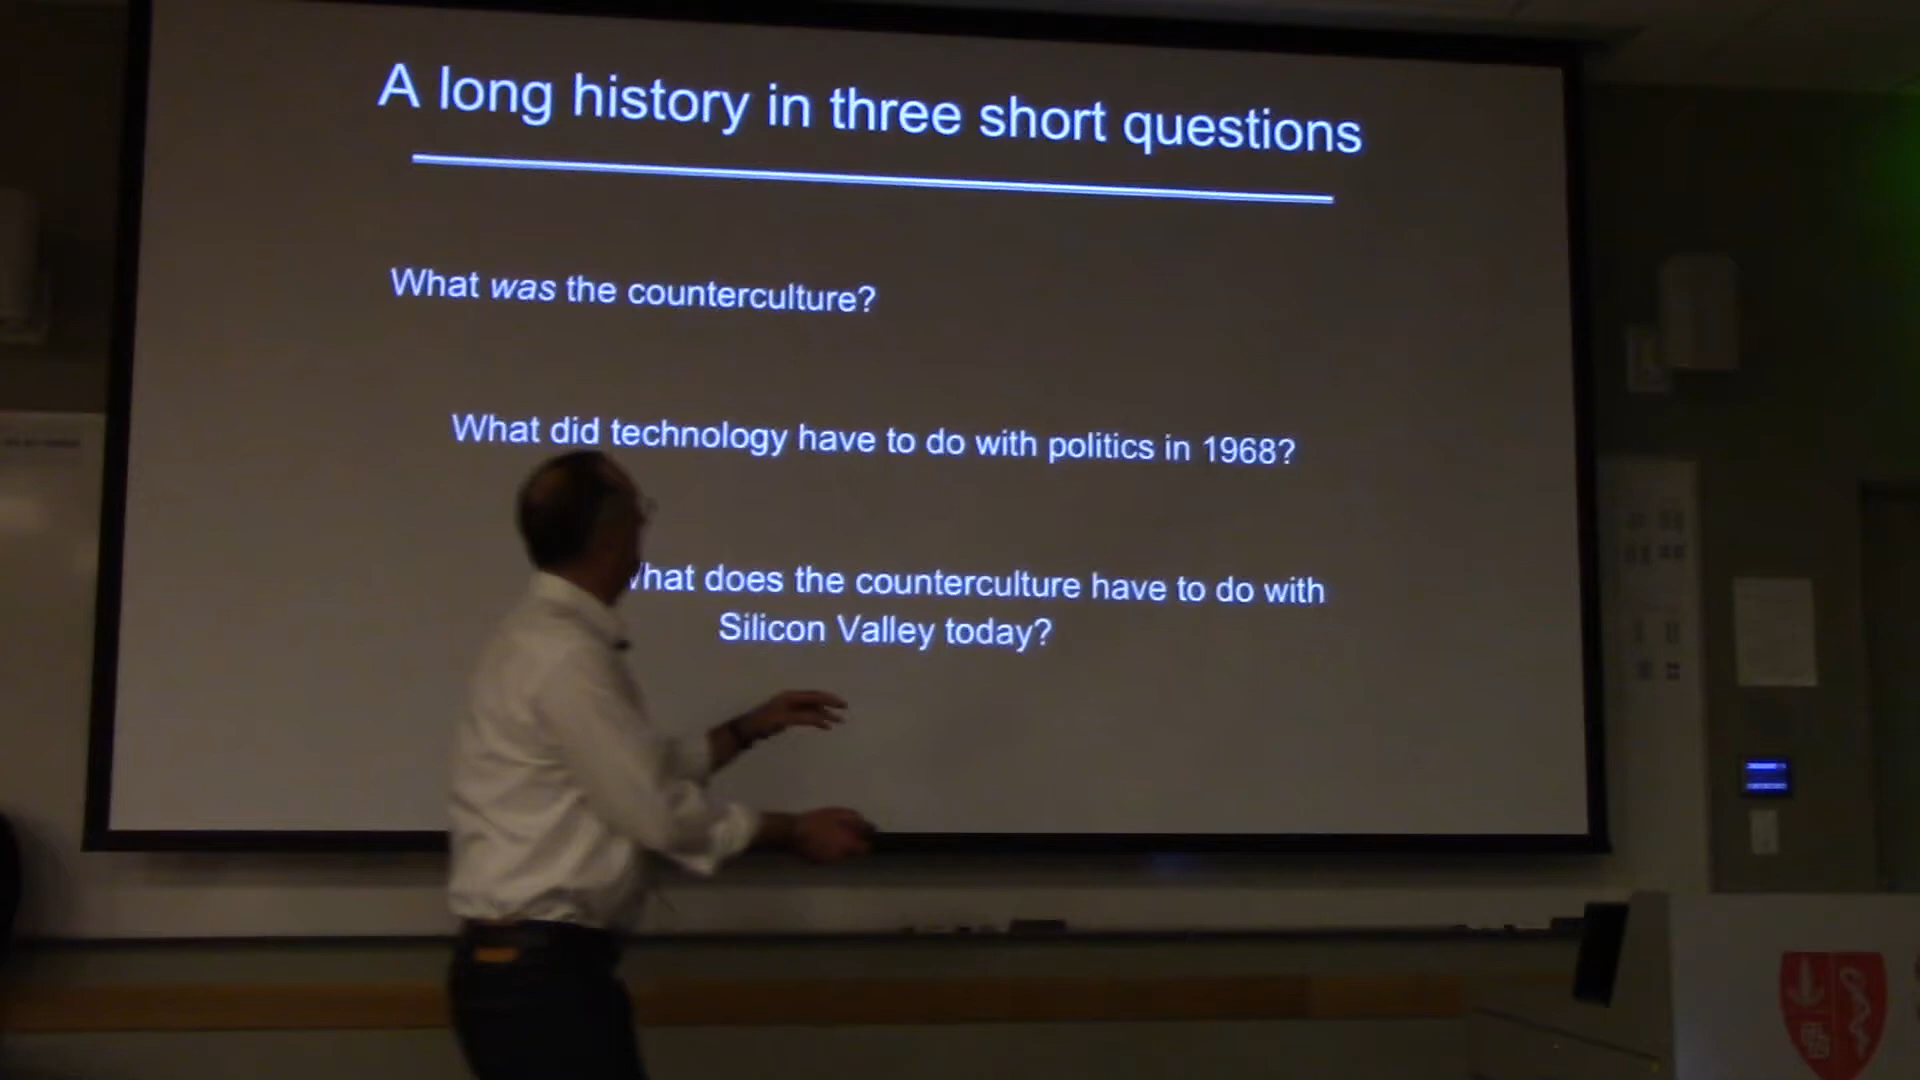 A long history in three short questions
What was the counterculture?
What did technology have to do with politics in 1968?
What does the counterculture have to do with
Silicon Valley today?